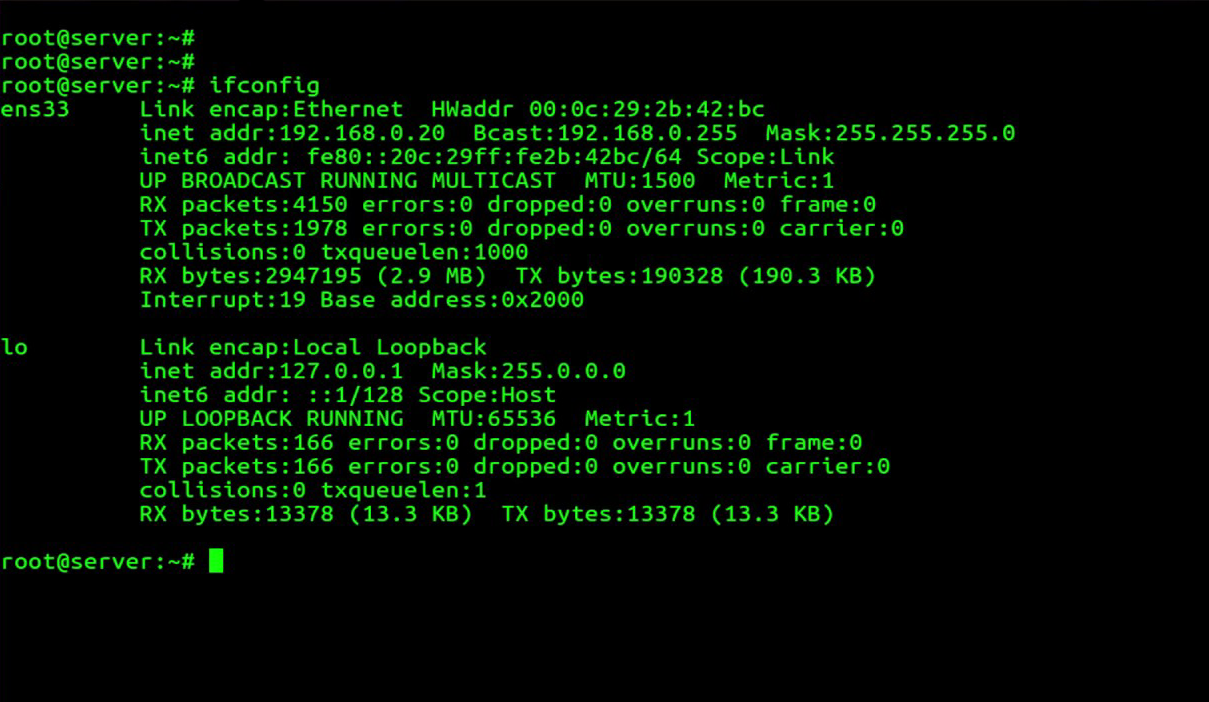 root@server:~#
root@server:~#
root@server:~# ifconfig
ens33     Link encap:Ethernet  HWaddr 00:0c:29:2b:42:bc
          inet addr:192.168.0.20  Bcast:192.168.0.255  Mask:255.255.255.0
          inet6 addr: fe80::20c:29ff:fe2b:42bc/64 Scope:Link
          UP BROADCAST RUNNING MULTICAST  MTU:1500  Metric:1
          RX packets:4150 errors:0 dropped:0 overruns:0 frame:0
          TX packets:1978 errors:0 dropped:0 overruns:0 carrier:0
          collisions:0 txqueuelen:1000
          RX bytes:2947195 (2.9 MB)  TX bytes:190328 (190.3 KB)
          Interrupt:19 Base address:0x2000

lo        Link encap:Local Loopback
          inet addr:127.0.0.1  Mask:255.0.0.0
          inet6 addr: ::1/128 Scope:Host
          UP LOOPBACK RUNNING  MTU:65536  Metric:1
          RX packets:166 errors:0 dropped:0 overruns:0 frame:0
          TX packets:166 errors:0 dropped:0 overruns:0 carrier:0
          collisions:0 txqueuelen:1
          RX bytes:13378 (13.3 KB)  TX bytes:13378 (13.3 KB)

root@server:~#